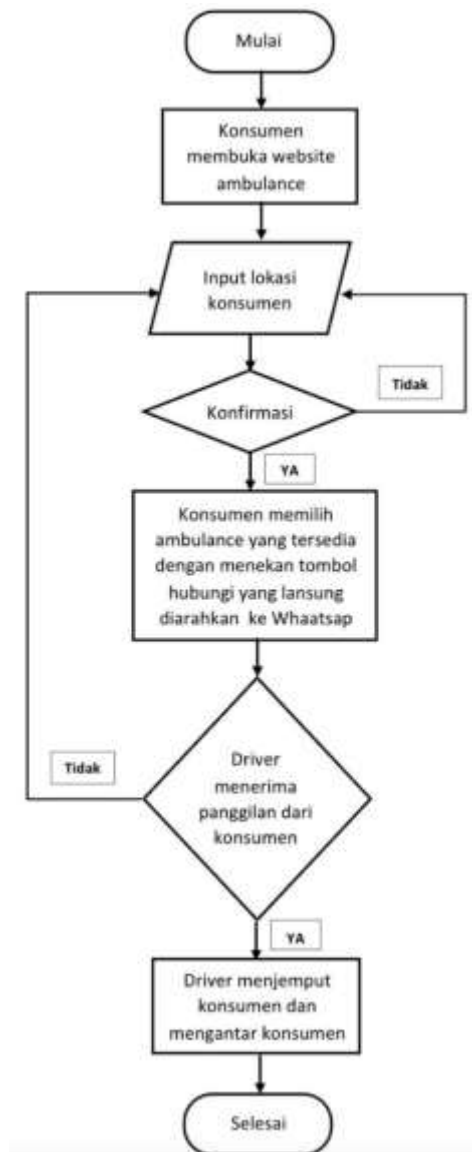 Mulai
Konsumen
membuka website
ambulance
Input lokasi
konsumen
Tidak
Konfirmasi
YA
Konsumen memilih
ambulance yang tersedia
dengan menekan tombol
hubungi yang lansung
diarahkan ke Whaatsap
Tidak
Driver
menerima
panggilan dari
konsumen
YA
Driver menjemput
konsumen dan
mengantar konsumen
Selesai